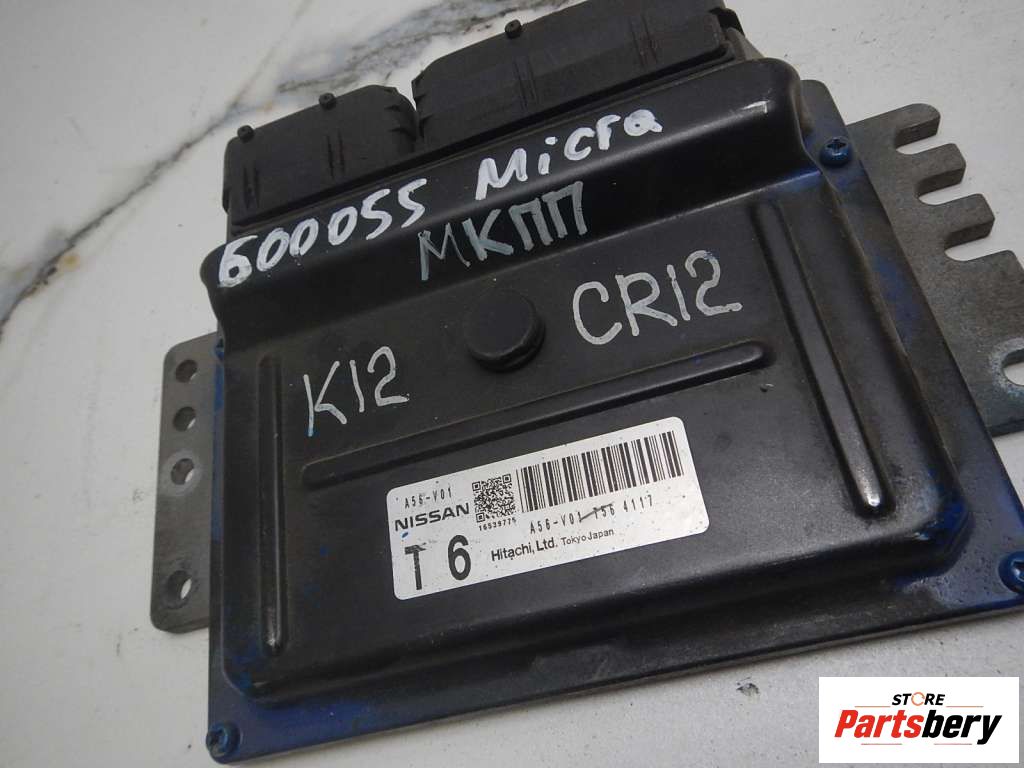 600055 Micra
МКПП
K12
CR12
A56-V01
NISSAN
16539775
A56-V01 T56 4117
T 6
Hitachi, Ltd. Tokyo Japan
STORE
Partsbery